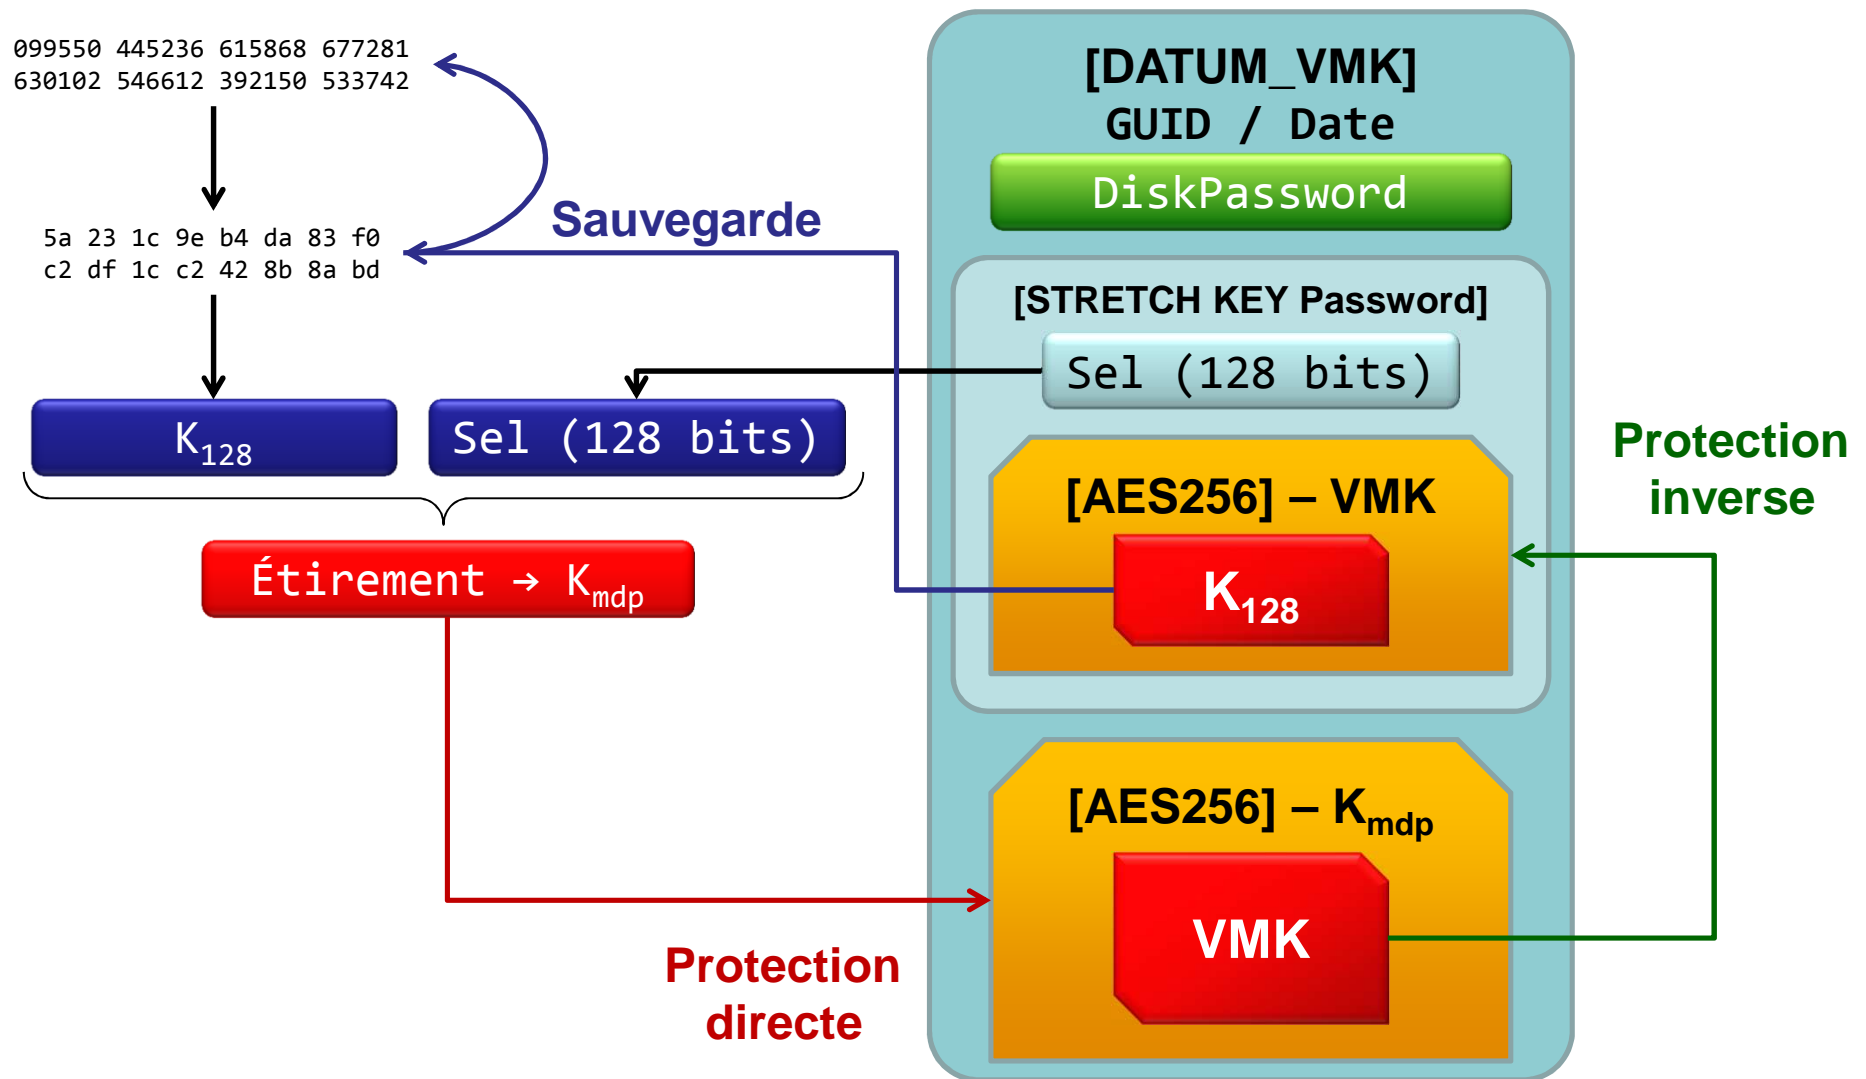 099550 445236 615868 677281
630102 546612 392150 533742
5a 23 1c 9e b4 da 83 f0
c2 df 1c c2 42 8b 8a bd
Sauvegarde
K128
Sel (128 bits)
Étirement → Kmdp
Protection
directe
[DATUM_VMK]
GUID / Date
DiskPassword
[STRETCH KEY Password]
Sel (128 bits)
[AES256] – VMK
K128
[AES256] – Kmdp
VMK
Protection
inverse